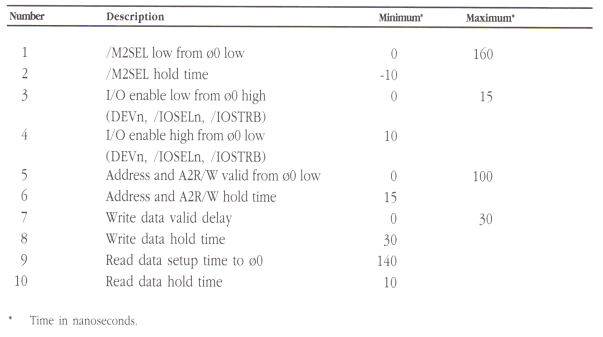 Number Description Minimum* Maximum*
1 /M2SEL low from ø0 low 0 160
2 /M2SEL hold time -10
3 I/O enable low from ø0 high 0 15
(DEVn, /IOSELn, /IOSTRB)
4 I/O enable high from ø0 low 10
(DEVn, /IOSELn, /IOSTRB)
5 Address and A2R/W valid from ø0 low 0 100
6 Address and A2R/W hold time 15
7 Write data valid delay 0 30
8 Write data hold time 30
9 Read data setup time to ø0 140
10 Read data hold time 10
* Time in nanoseconds.